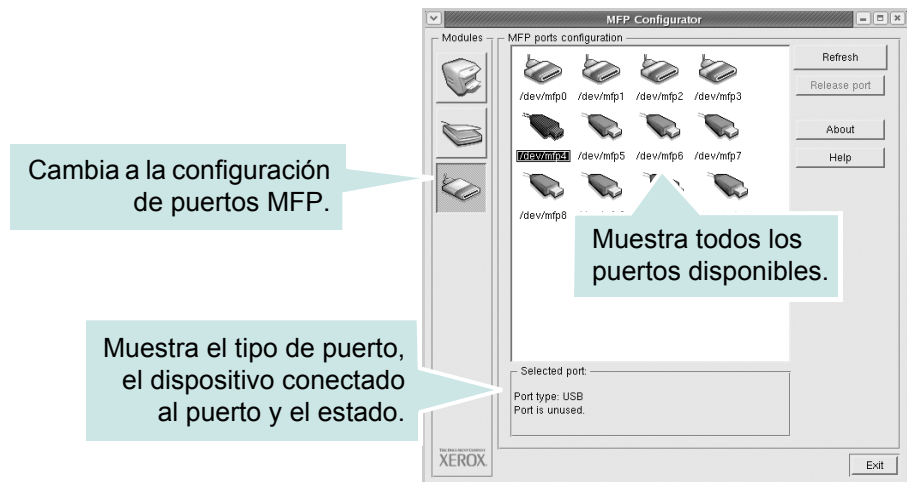 MFP Configurator
Modules
MFP ports configuration
/dev/mfp0 /dev/mfp1 /dev/mfp2 /dev/mfp3
/dev/mfp4 /dev/mfp5 /dev/mfp6 /dev/mfp7
/dev/mfp8
Refresh
Release port
About
Help
Cambia a la configuración
de puertos MFP.
Muestra todos los
puertos disponibles.
Muestra el tipo de puerto,
el dispositivo conectado
al puerto y el estado.
Selected port:
Port type: USB
Port is unused.
THE DOCUMENT COMPANY
XEROX
Exit